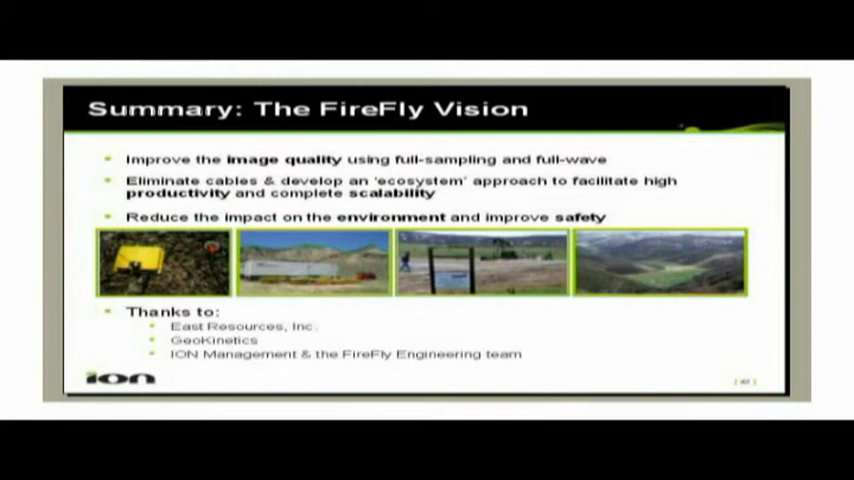 Summary: The FireFly Vision
Improve the image quality using full-sampling and full-wave
Eliminate cables & develop an 'ecosystem' approach to facilitate high
productivity and complete scalability
Reduce the impact on the environment and improve safety
Thanks to:
East Resources, Inc.
GeoKinetics
ION Management & the FireFly Engineering team
ion